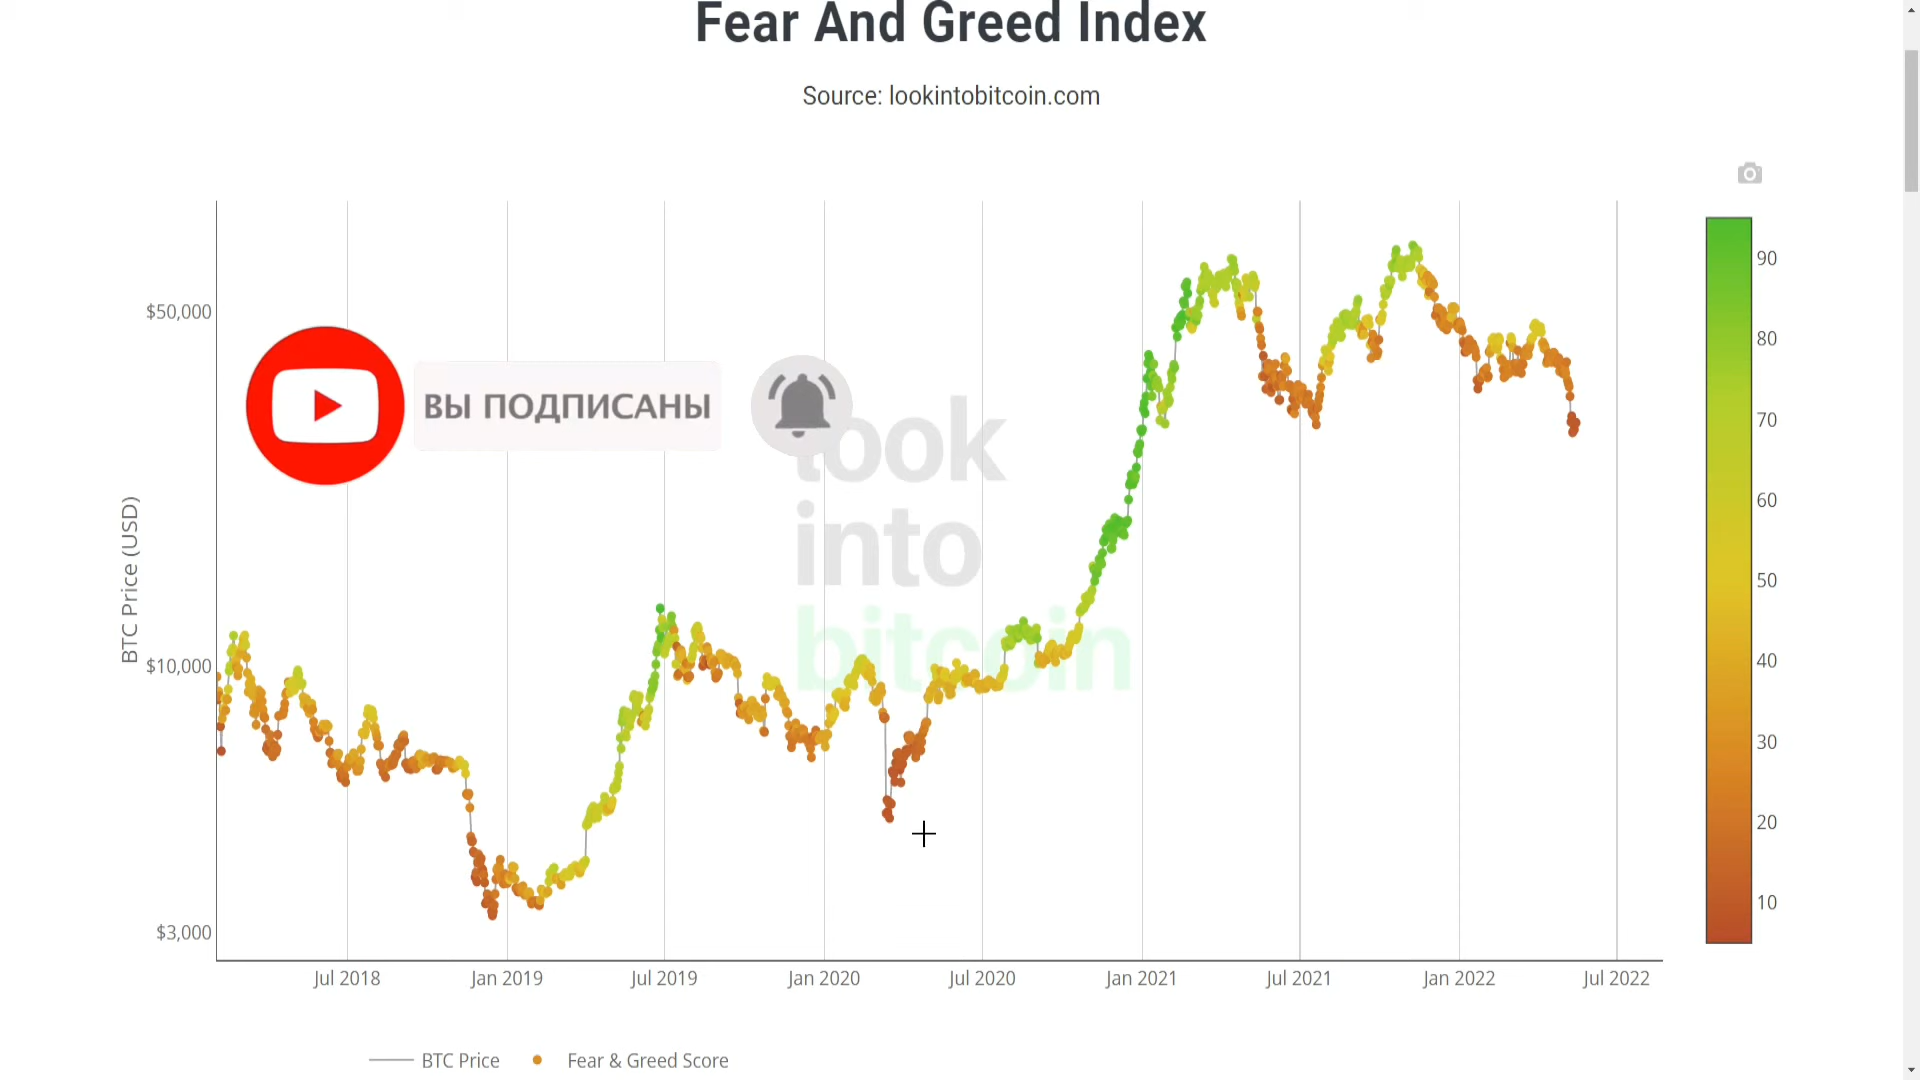 Fear And Greed Index
Source: lookintobitcoin.com
90
80
70
60
50
40
30
20
10
$50,000
$10,000
$3,000
BTC Price (USD)
ВЫ ПОДПИСАНЫ
look
into
bitcoin
Jul 2018
Jan 2019
Jul 2019
Jan 2020
Jul 2020
Jan 2021
Jul 2021
Jan 2022
Jul 2022
BTC Price
Fear & Greed Score